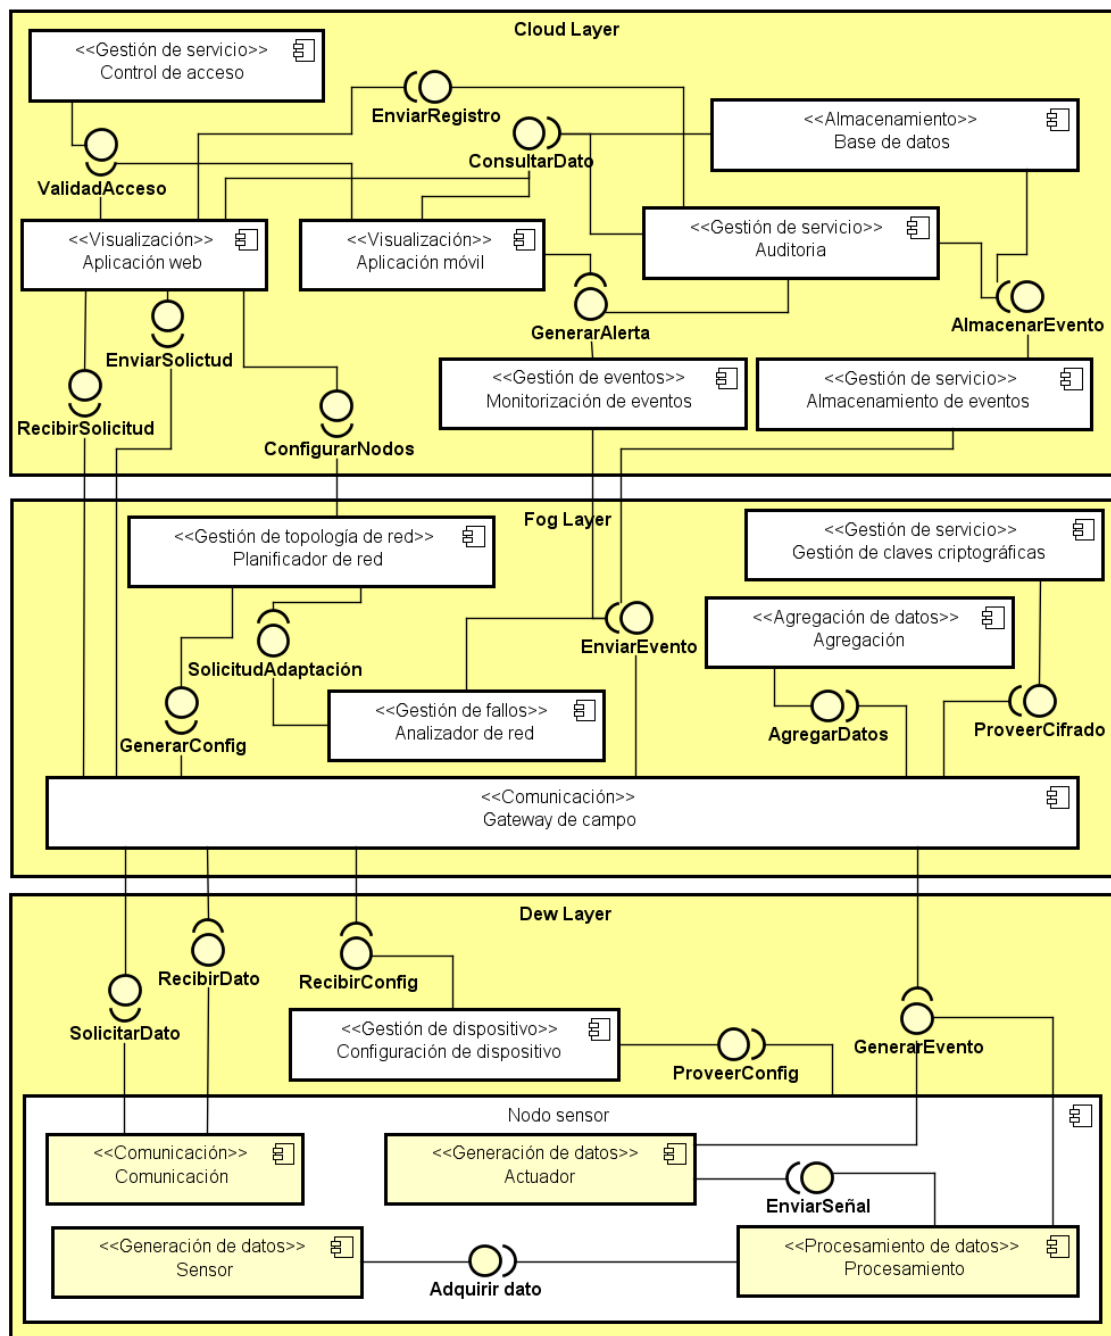 Cloud Layer
<<Gestión de servicio>>
Control de acceso
EnviarRegistro
<<Almacenamiento>>
Base de datos
ConsultarDato
ValidadAcceso
<<Visualización>>
Aplicación web
<<Visualización>>
Aplicación móvil
<<Gestión de servicio>>
Auditoria
GenerarAlerta
AlmacenarEvento
EnviarSolictud
RecibirSolicitud
<<Gestión de eventos>>
Monitorización de eventos
<<Gestión de servicio>>
Almacenamiento de eventos
ConfigurarNodos
Fog Layer
<<Gestión de topología de red>>
Planificador de red
<<Gestión de servicio>>
Gestión de claves criptográficas
<<Agregación de datos>>
Agregación
EnviarEvento
SolicitudAdaptación
<<Gestión de fallos>>
Analizador de red
GenerarConfig
AgregarDatos
ProveerCifrado
<<Comunicación>>
Gateway de campo
Dew Layer
RecibirDato
RecibirConfig
SolicitarDato
<<Gestión de dispositivo>>
Configuración de dispositivo
GenerarEvento
ProveerConfig
Nodo sensor
<<Comunicación>>
Comunicación
<<Generación de datos>>
Actuador
EnviarSeñal
<<Generación de datos>>
Sensor
<<Procesamiento de datos>>
Procesamiento
Adquirir dato